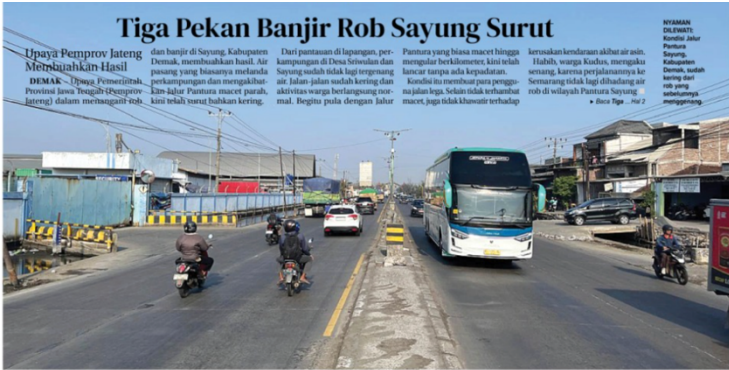 Tiga Pekan Banjir Rob Sayung Surut
Upaya Pemprov Jateng
Membuahkan Hasil
DEMAK – Upaya Pemerintah
Provinsi Jawa Tengah (Pemprov
Jateng) dalam menangani rob
dan banjir di Sayung, Kabupaten
Demak, membuahkan hasil. Air
pasang yang biasanya melanda
perkampungan dan mengakibat-
kan Jalur Pantura macet parah,
kini telah surut bahkan kering.
Dari pantauan di lapangan, per-
kampungan di Desa Sriwulan dan
Sayung sudah tidak lagi tergenang
air. Jalan-jalan sudah kering dan
aktivitas warga berlangsung nor-
mal. Begitu pula dengan Jalur
Pantura yang biasa macet hingga
mengular berkilometer, kini telah
lancar tanpa ada kepadatan.
Kondisi itu membuat para penggu-
na jalan lega. Selain tidak terhambat
macet, juga tidak khawatir terhadap
kerusakan kendaraan akibat air asin.
Habib, warga Kudus, mengaku
senang, karena perjalanannya ke
Semarang tidak lagi dihadang air
rob di wilayah Pantura Sayung
▸ Baca Tiga ... Hal 2
NYAMAN
DILEWATI:
Kondisi Jalur
Pantura
Sayung,
Kabupaten
Demak, sudah
kering dari
rob yang
sebelumnya
menggenang.